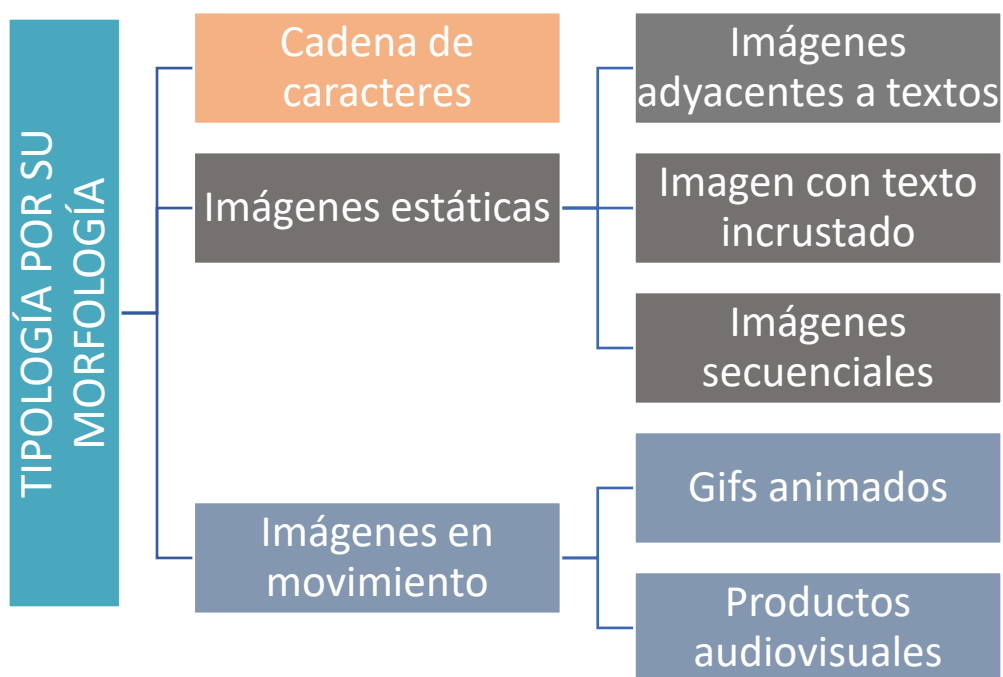 TIPOLOGÍA POR SU
MORFOLOGÍA
Cadena de
caracteres
Imágenes estáticas
Imágenes
adyacentes a textos
Imagen con texto
incrustado
Imágenes
secuenciales
Imágenes en
movimiento
Gifs animados
Productos
audiovisuales